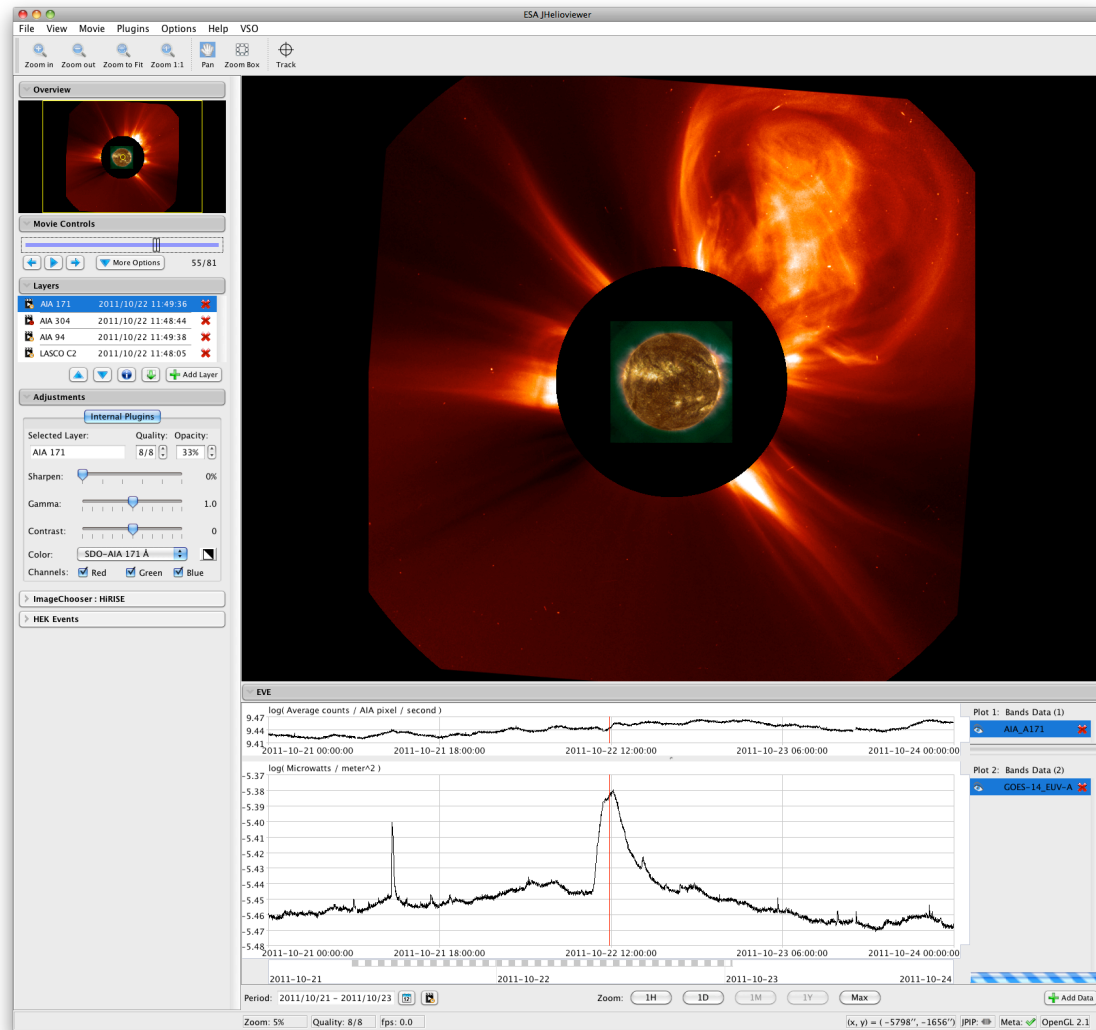 ESA JHelioviewer
File View Movie Plugins Options Help VSO
Zoom in Zoom out Zoom to Fit Zoom 1:1 Pan Zoom Box Track
Overview
Movie Controls
More Options 55/81
Layers
AIA 171 2011/10/22 11:49:36
AIA 304 2011/10/22 11:48:44
AIA 94 2011/10/22 11:49:38
LASCO C2 2011/10/22 11:48:05
Add Layer
Adjustments
Internal Plugins
Selected Layer: Quality: Opacity:
AIA 171 8/8 33%
Sharpen: 0%
Gamma: 1.0
Contrast: 0
Color: SDO-AIA 171 Å
Channels: Red Green Blue
ImageChooser : HiRISE
HEK Events
EVE
log( Average counts / AIA pixel / second )
9.47
9.44
9.41
2011-10-21 00:00:00 2011-10-21 18:00:00 2011-10-22 12:00:00 2011-10-23 06:00:00 2011-10-24 00:00:00
Plot 1: Bands Data (1)
AIA_A171
log( Microwatts / meter^2 )
-5.37
-5.38
-5.39
-5.40
-5.41
-5.42
-5.43
-5.44
-5.45
-5.46
-5.47
-5.48
2011-10-21 00:00:00 2011-10-21 18:00:00 2011-10-22 12:00:00 2011-10-23 06:00:00 2011-10-24 00:00:00
Plot 2: Bands Data (2)
GOES-14_EUV-A
2011-10-21 2011-10-22 2011-10-23 2011-10-24
Period: 2011/10/21 - 2011/10/23 Zoom: 1H 1D 1M 1Y Max Add Data
Zoom: 5% Quality: 8/8 fps: 0.0 (x, y) = ( -5798'', -1656'') JPIP: Meta: OpenGL 2.1